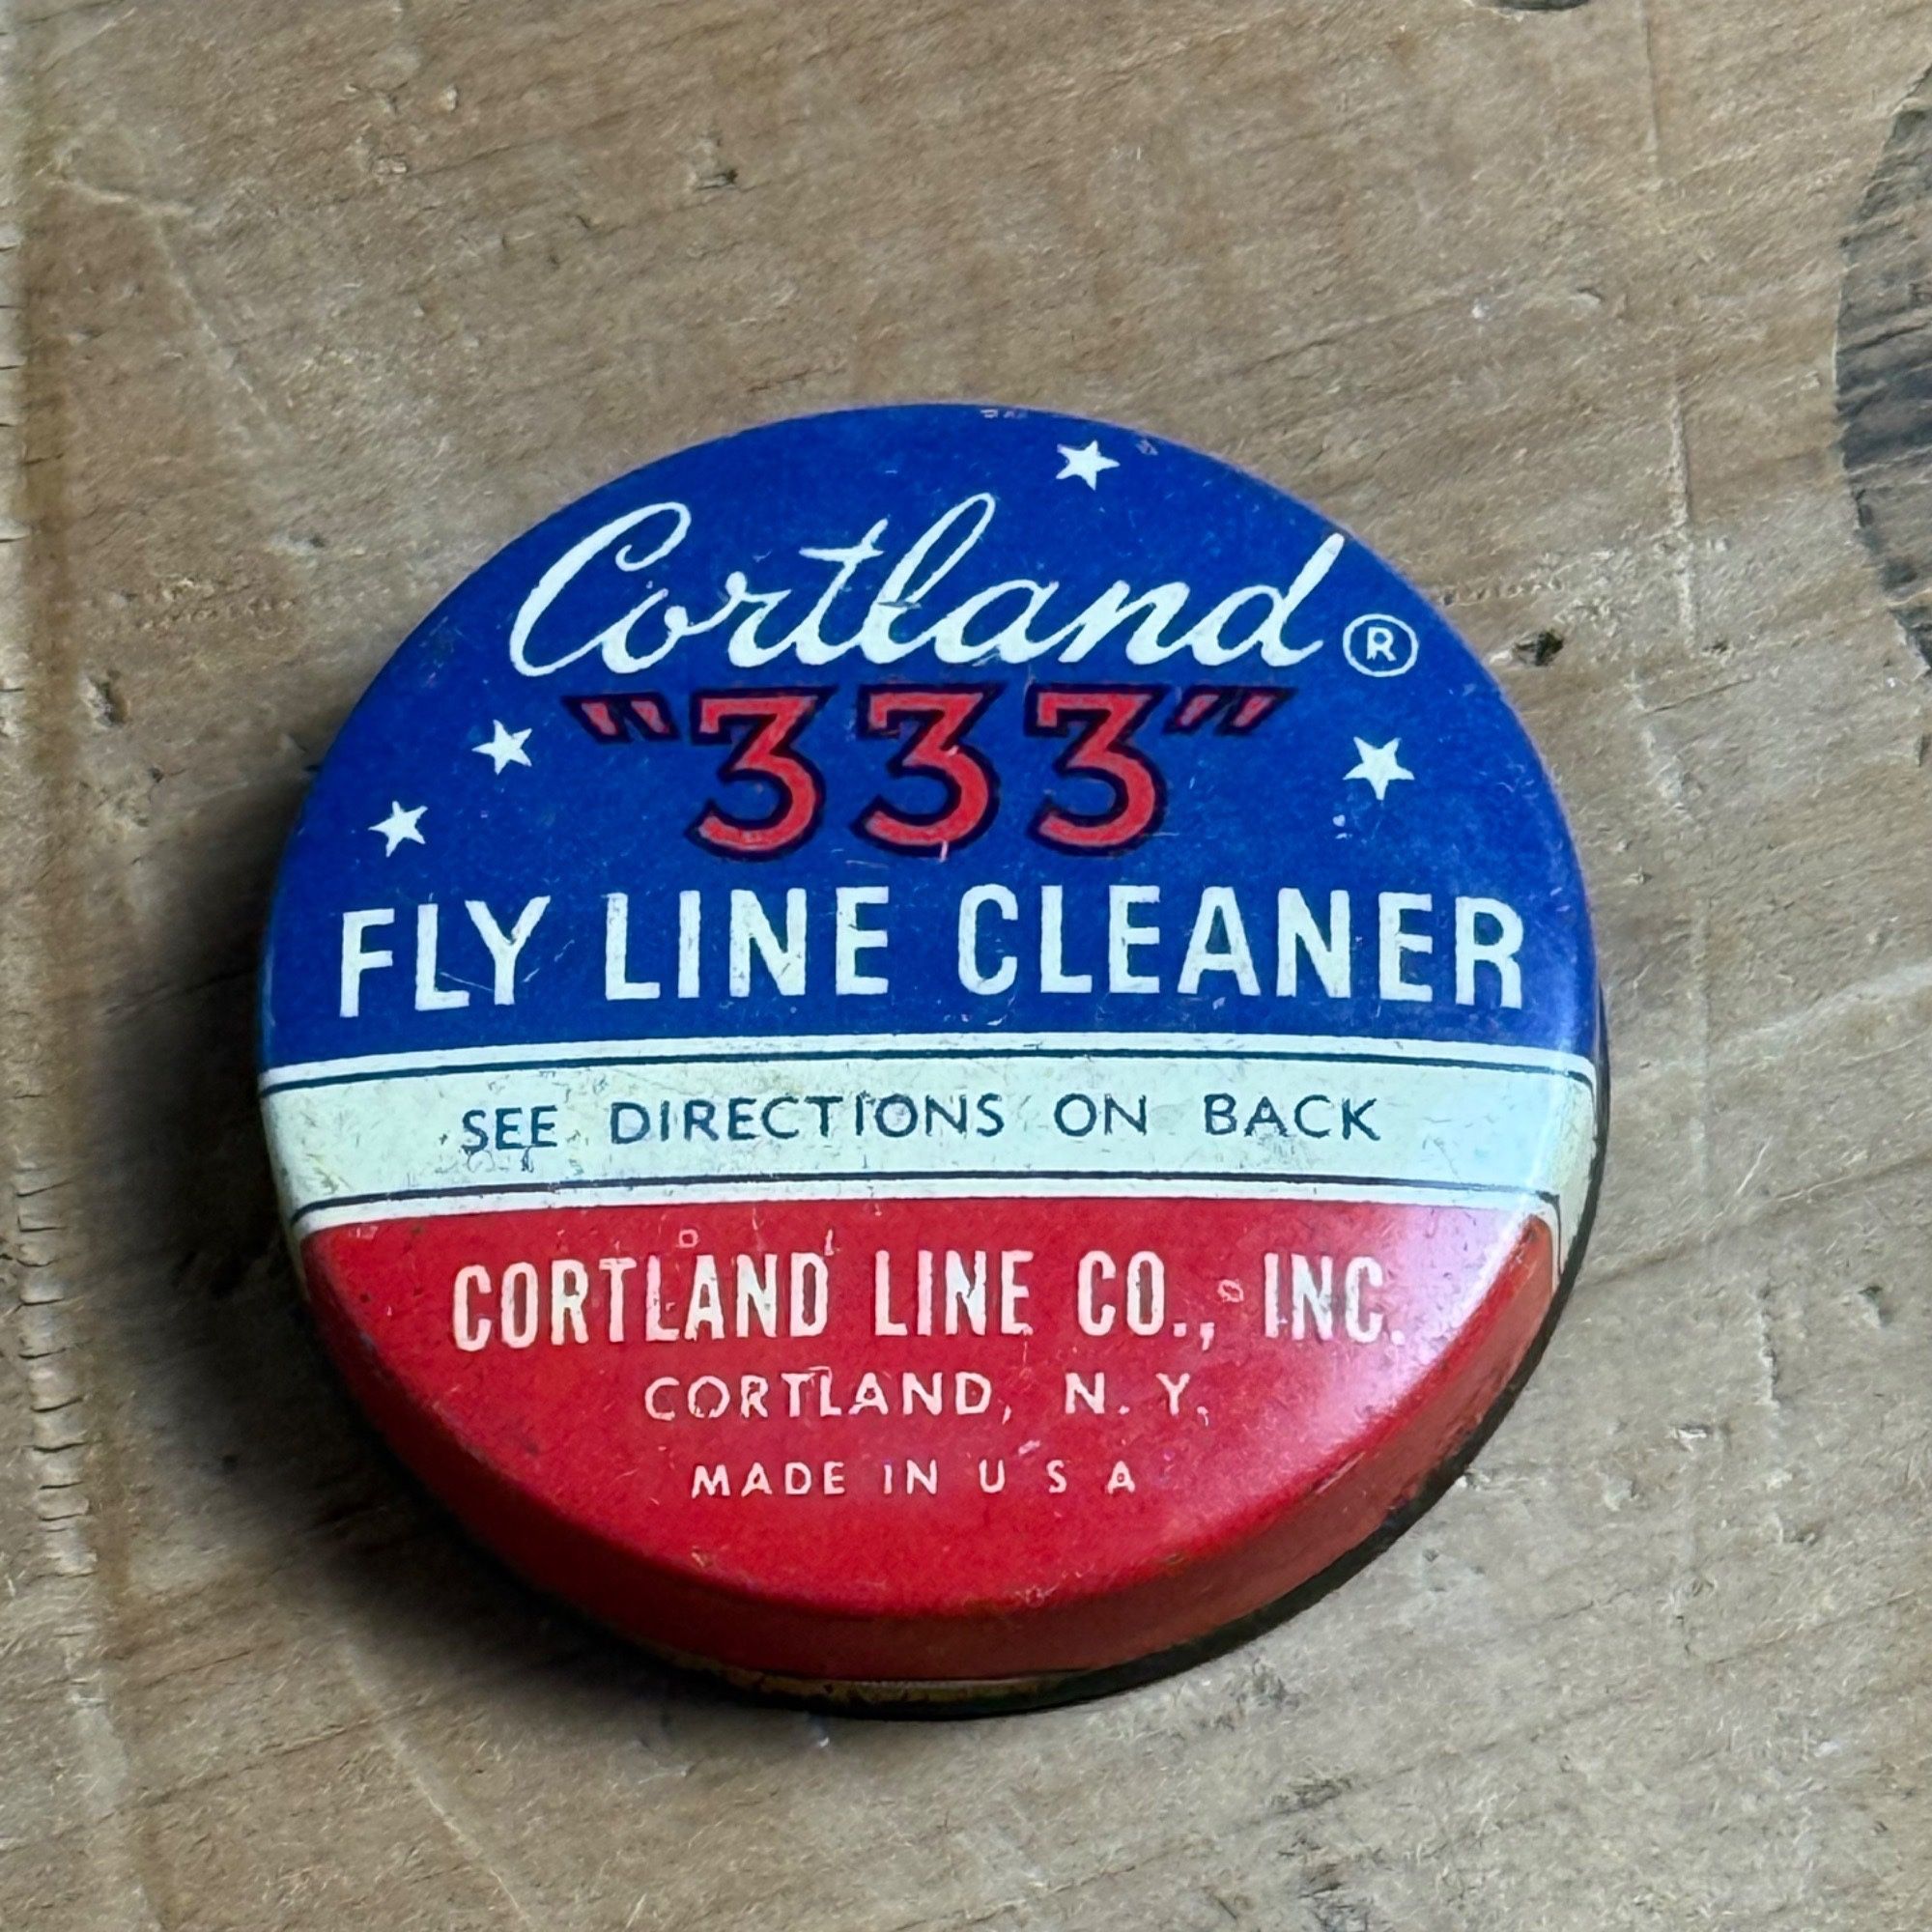 Cortland®
"333"
FLY LINE CLEANER
SEE DIRECTIONS ON BACK
CORTLAND LINE CO., INC.
CORTLAND, N. Y.
MADE IN U S A